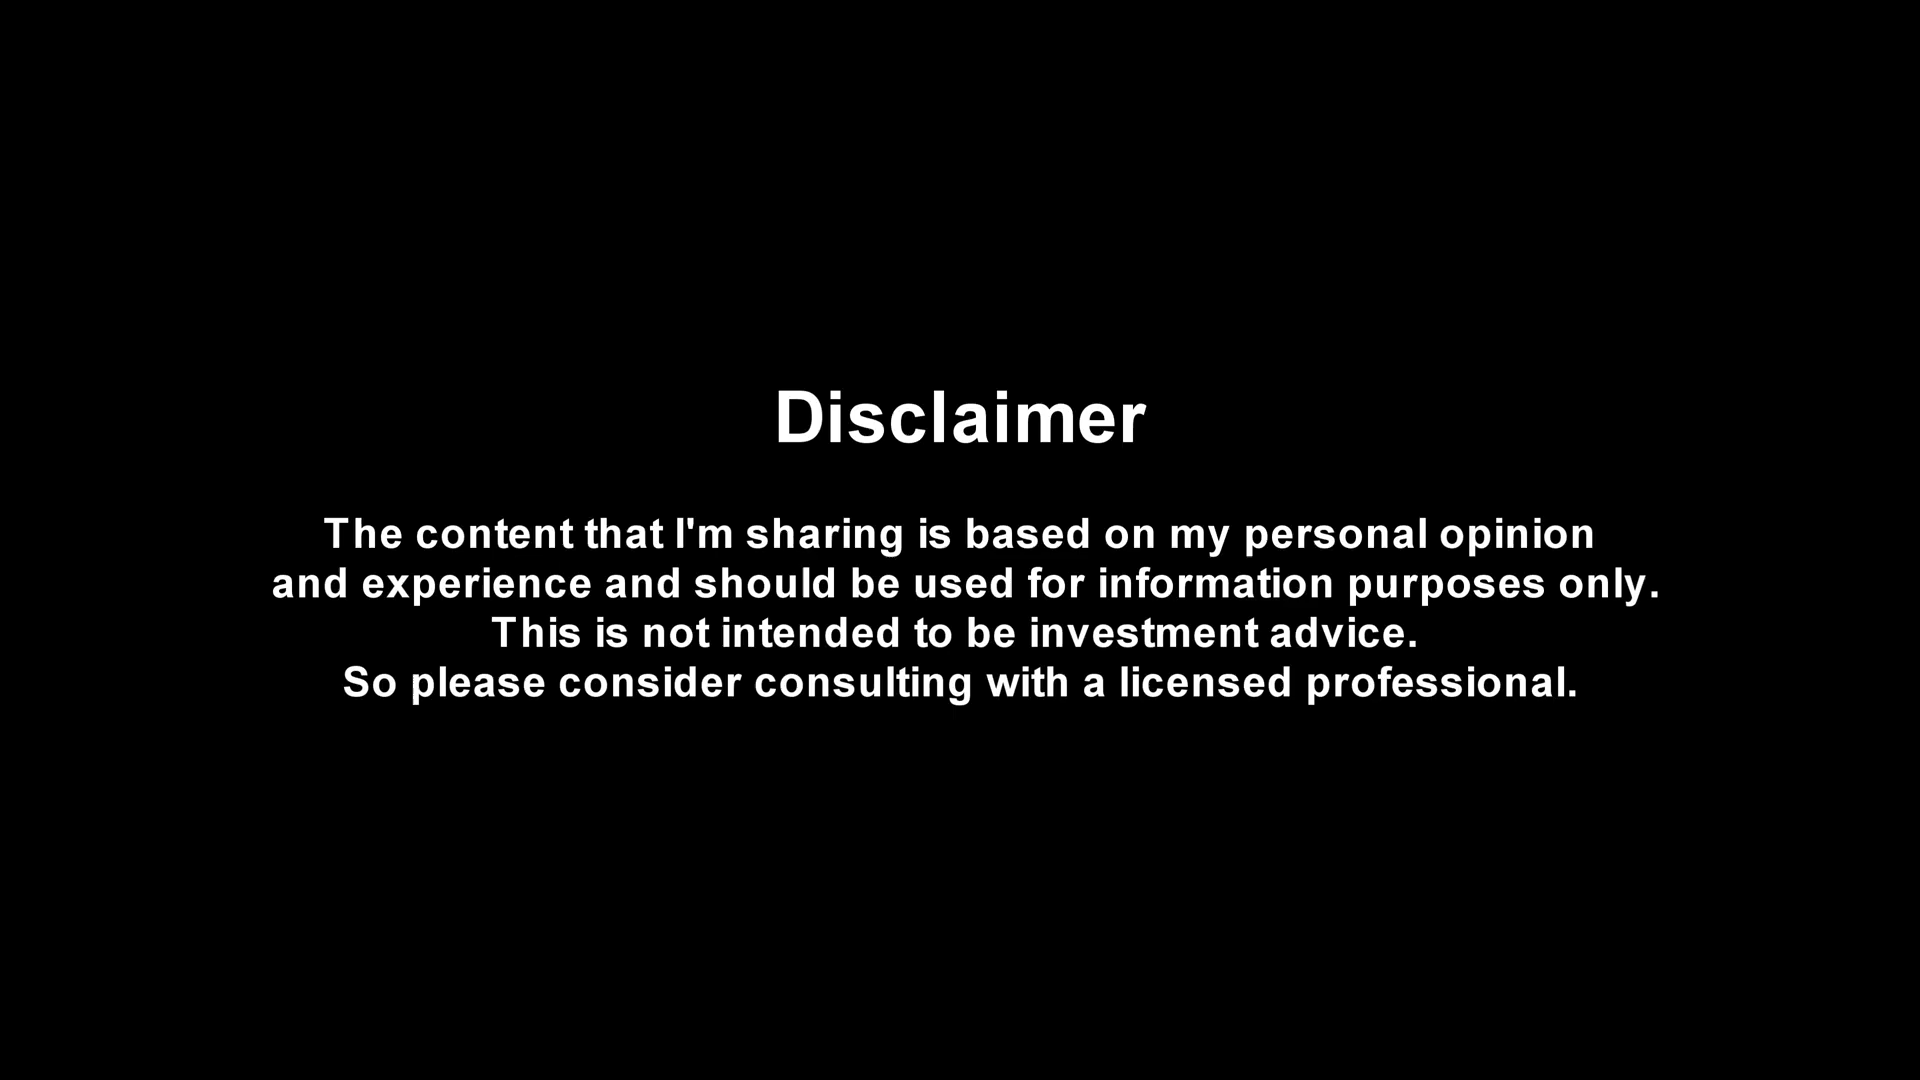 Disclaimer
The content that I'm sharing is based on my personal opinion
and experience and should be used for information purposes only.
This is not intended to be investment advice.
So please consider consulting with a licensed professional.